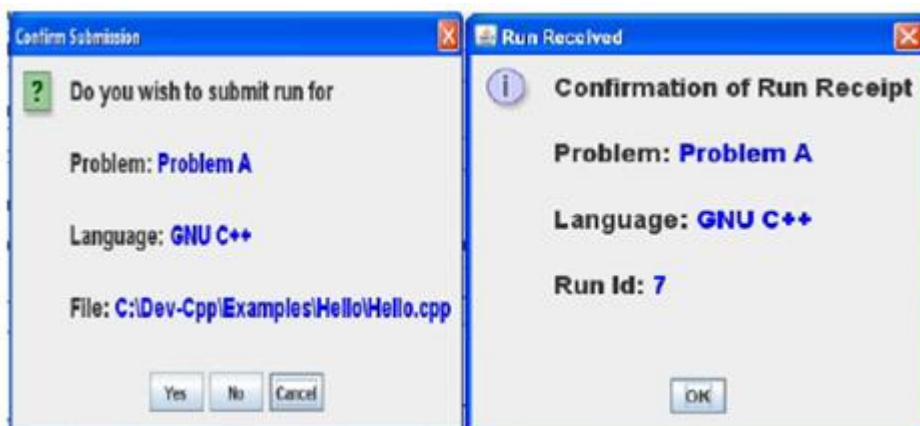 Confirm Submission
Do you wish to submit run for
Problem: Problem A
Language: GNU C++
File: C:\Dev-Cpp\Examples\Hello\Hello.cpp
Yes No Cancel
Run Received
Confirmation of Run Receipt
Problem: Problem A
Language: GNU C++
Run Id: 7
OK